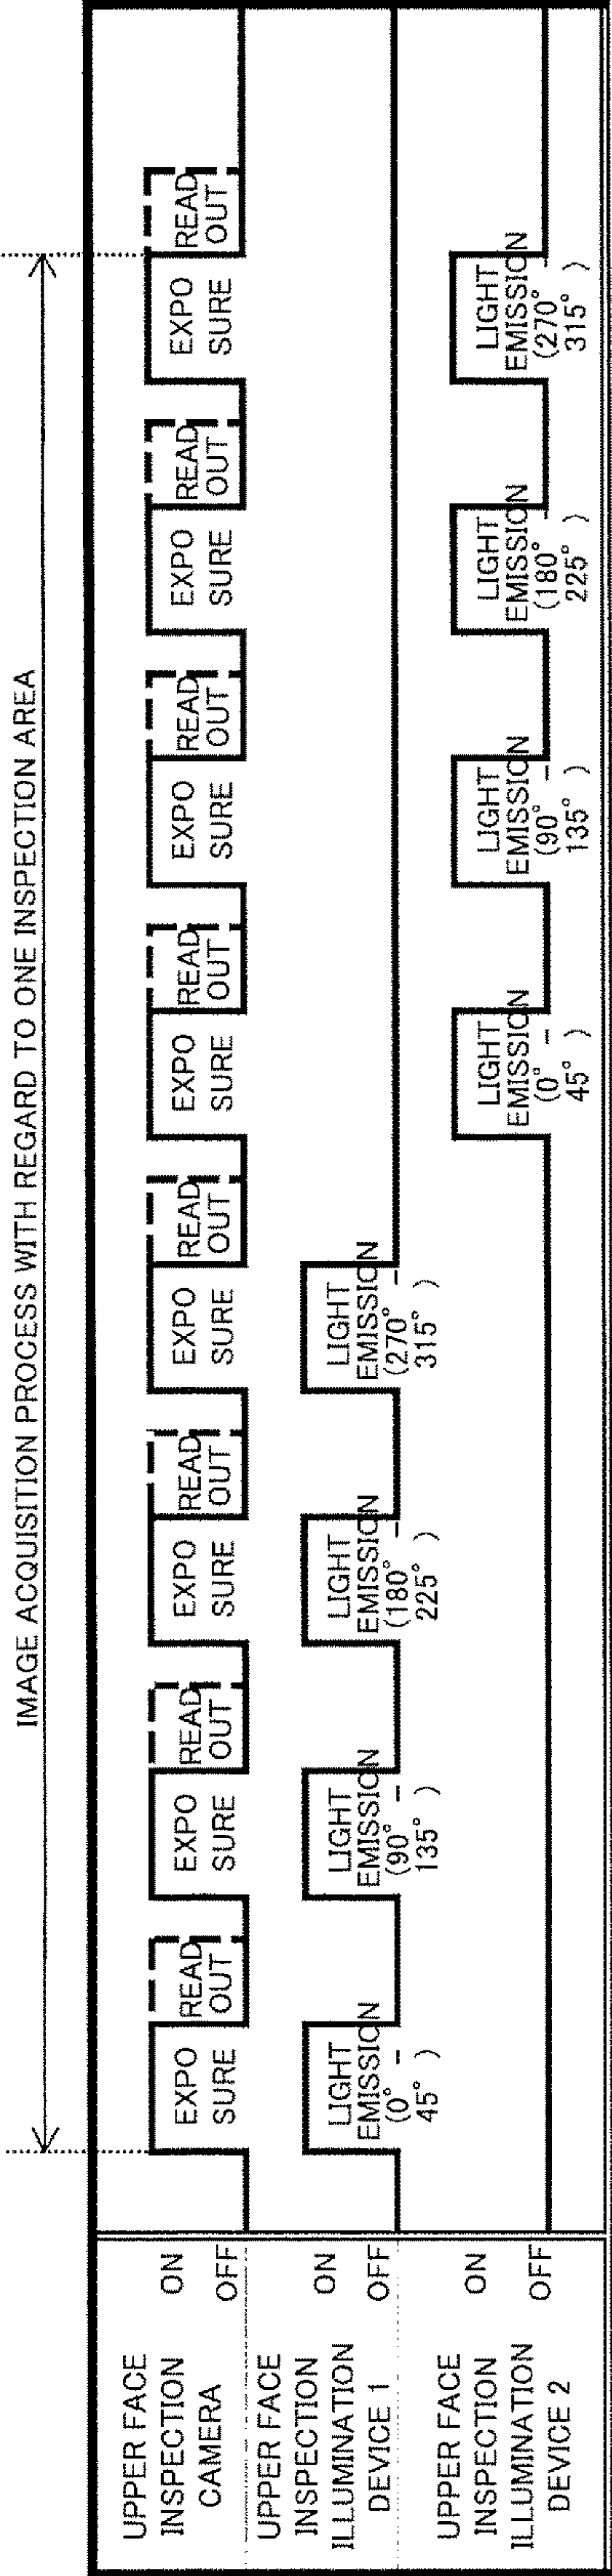 IMAGE ACQUISITION PROCESS WITH REGARD TO ONE INSPECTION AREA
UPPER FACE
INSPECTION
CAMERA
ON
OFF
EXPO
SURE
READ
OUT
EXPO
SURE
READ
OUT
EXPO
SURE
READ
OUT
EXPO
SURE
READ
OUT
EXPO
SURE
READ
OUT
EXPO
SURE
READ
OUT
EXPO
SURE
READ
OUT
EXPO
SURE
READ
OUT
UPPER FACE
INSPECTION
ILLUMINATION
DEVICE 1
ON
OFF
LIGHT
EMISSION
(0° –
45° )
LIGHT
EMISSION
(90° –
135° )
LIGHT
EMISSION
(180° –
225° )
LIGHT
EMISSION
(270° –
315° )
UPPER FACE
INSPECTION
ILLUMINATION
DEVICE 2
ON
OFF
LIGHT
EMISSION
(0° –
45° )
LIGHT
EMISSION
(90° –
135° )
LIGHT
EMISSION
(180° –
225° )
LIGHT
EMISSION
(270° –
315° )